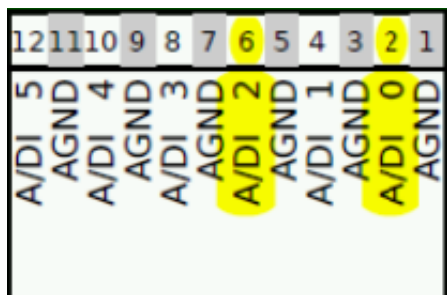 12 11 10 9 8 7 6 5 4 3 2 1
A/DI 5
AGND
A/DI 4
AGND
A/DI 3
AGND
A/DI 2
AGND
A/DI 1
AGND
A/DI 0
AGND